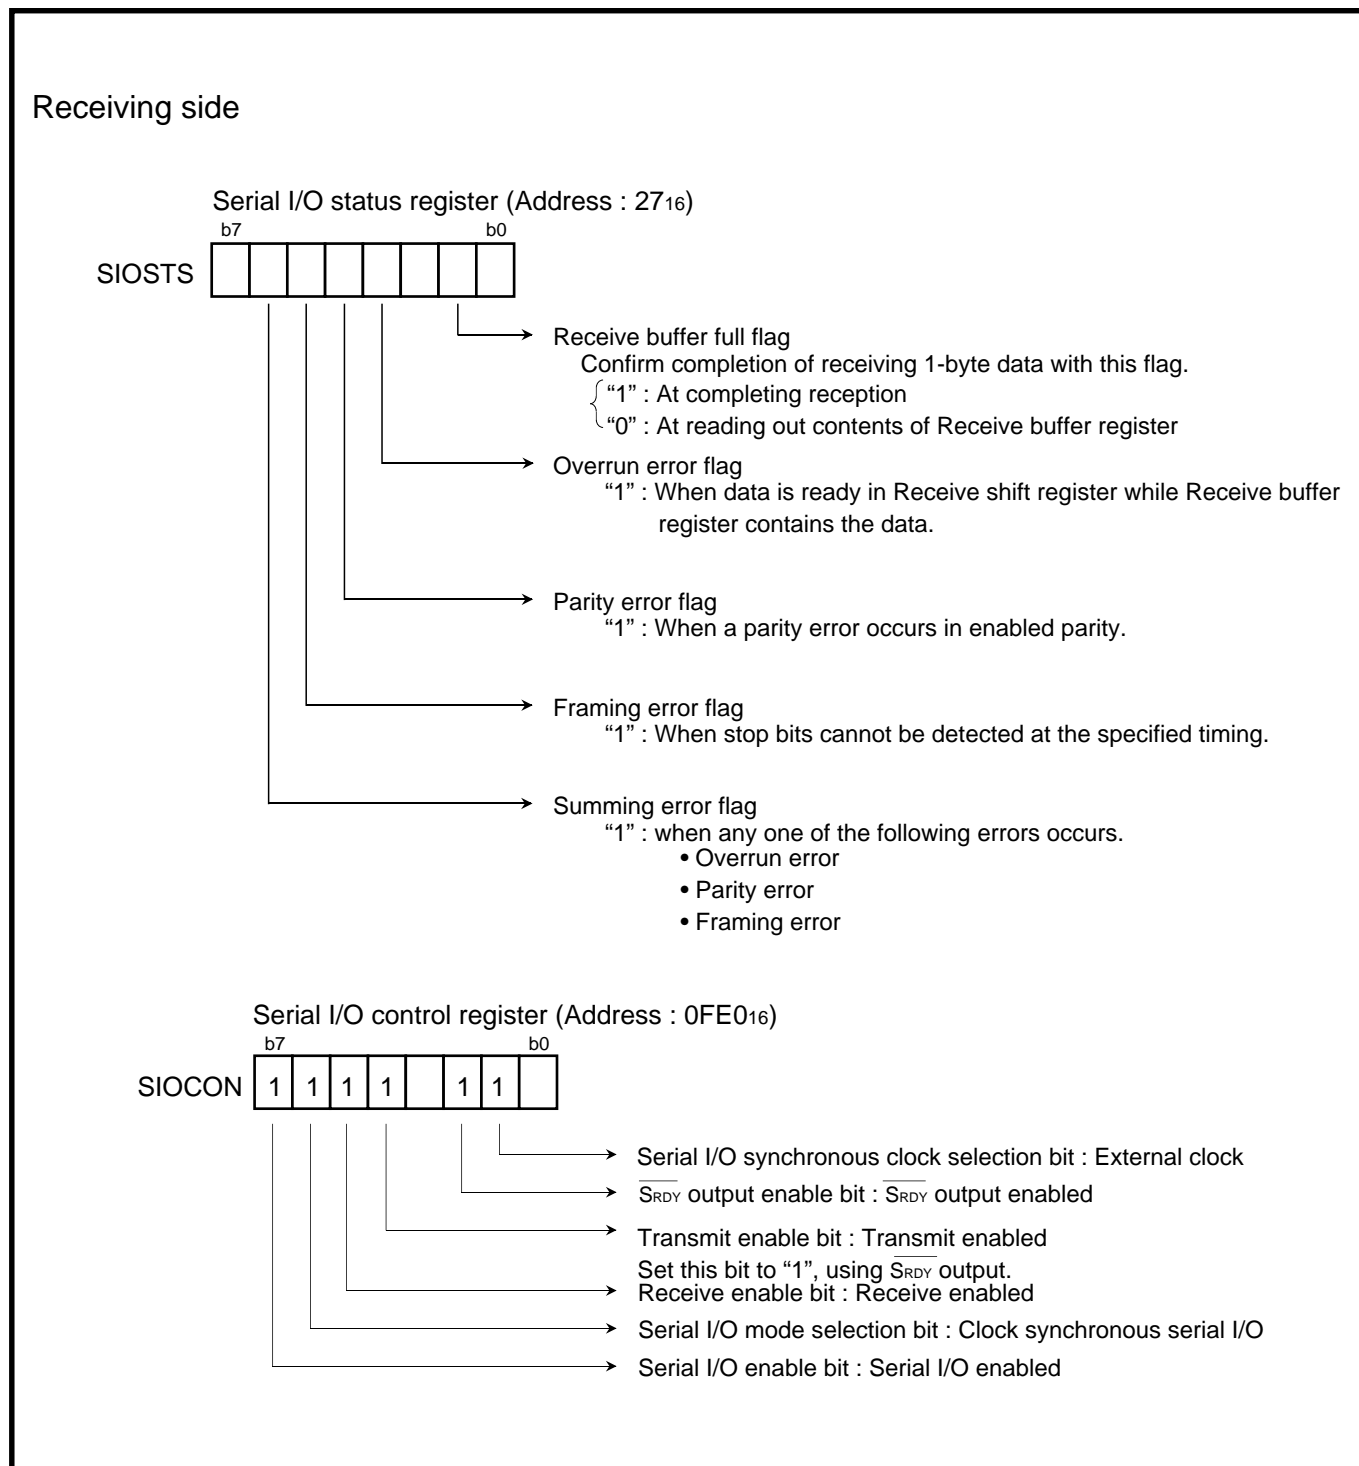 Receiving side
Serial I/O status register (Address : 2716)
b7 b0
SIOSTS
Receive buffer full flag
Confirm completion of receiving 1-byte data with this flag.
“1” : At completing reception
“0” : At reading out contents of Receive buffer register
Overrun error flag
“1” : When data is ready in Receive shift register while Receive buffer
register contains the data.
Parity error flag
“1” : When a parity error occurs in enabled parity.
Framing error flag
“1” : When stop bits cannot be detected at the specified timing.
Summing error flag
“1” : when any one of the following errors occurs.
• Overrun error
• Parity error
• Framing error
Serial I/O control register (Address : 0FE016)
b7 b0
SIOCON 1 1 1 1 1 1
Serial I/O synchronous clock selection bit : External clock
SRDY output enable bit : SRDY output enabled
Transmit enable bit : Transmit enabled
Set this bit to “1”, using SRDY output.
Receive enable bit : Receive enabled
Serial I/O mode selection bit : Clock synchronous serial I/O
Serial I/O enable bit : Serial I/O enabled